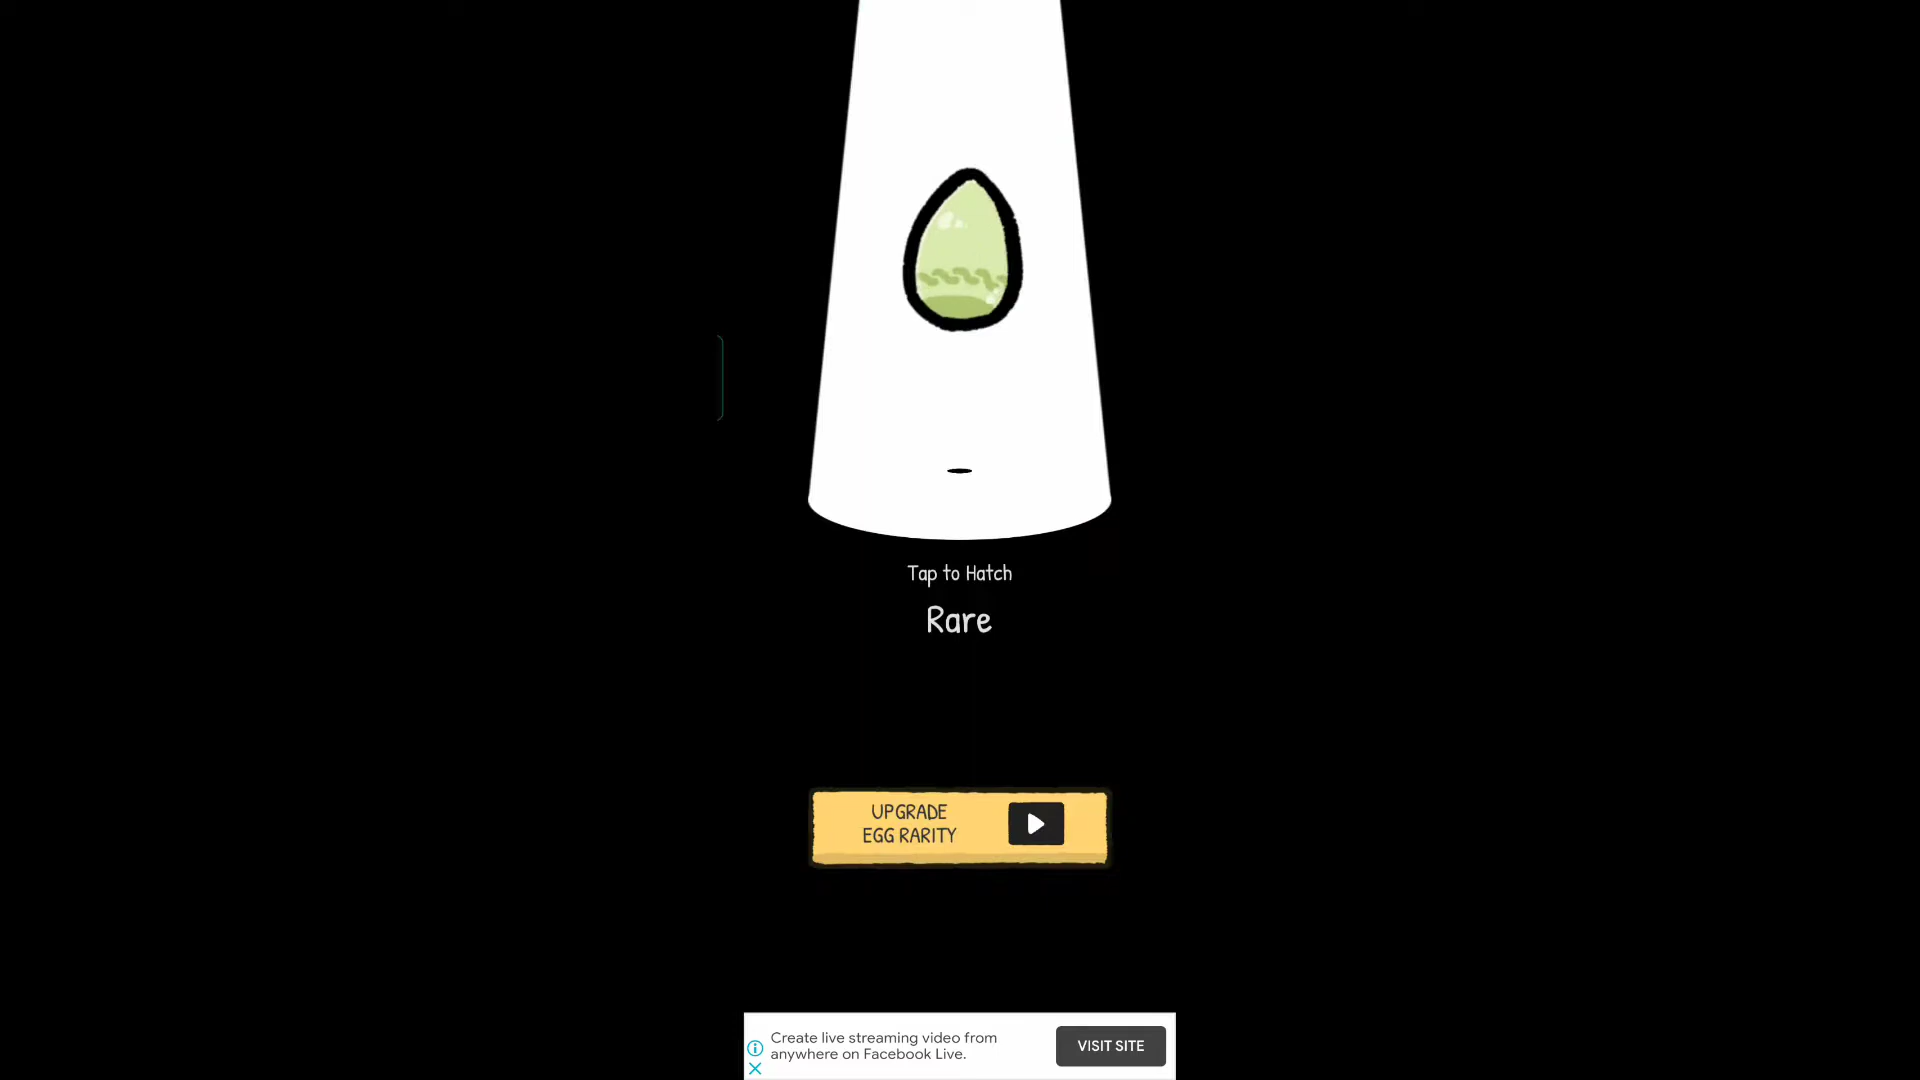 Tap to Hatch
Rare
UPGRADE
EGG RARITY
Create live streaming video from
anywhere on Facebook Live.
VISIT SITE